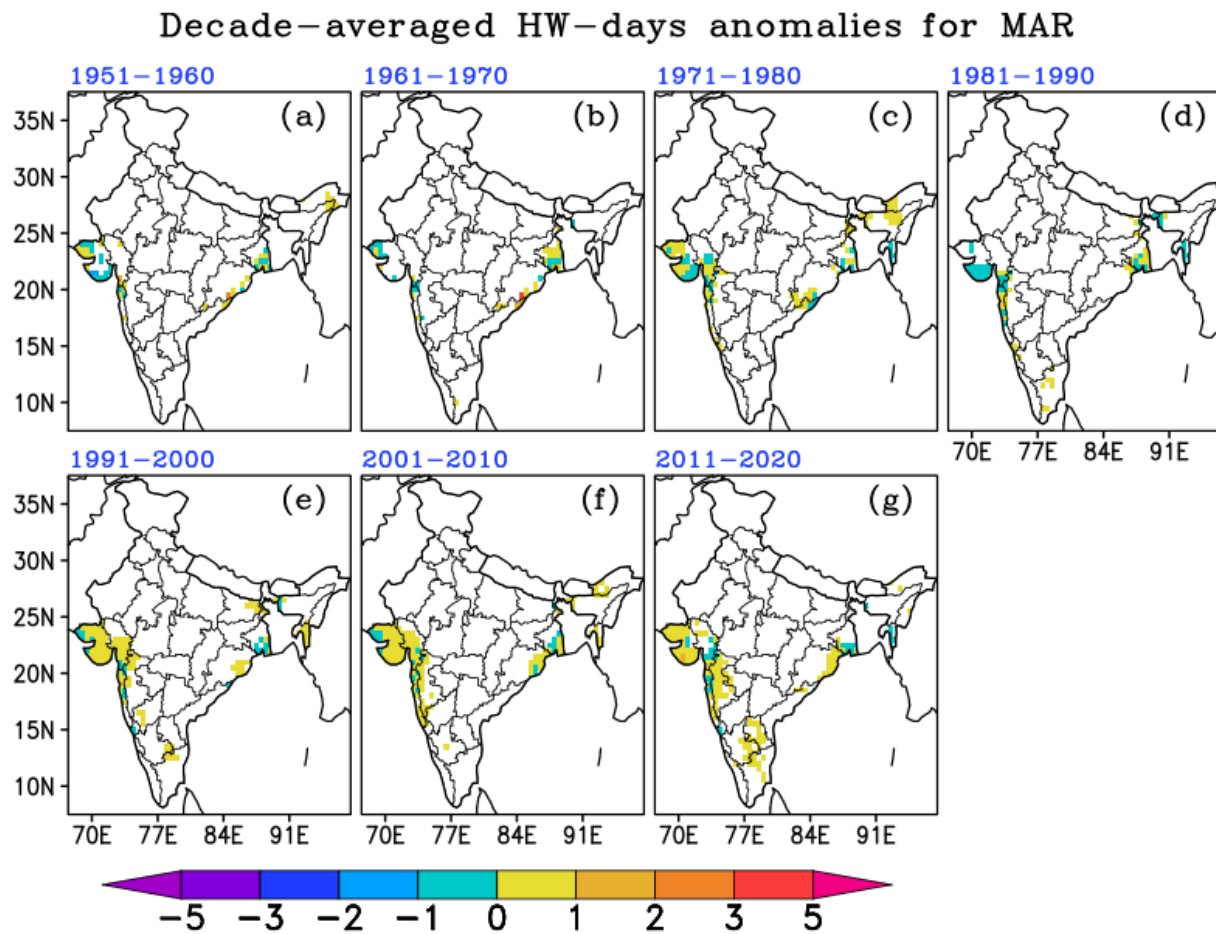 Decade-averaged HW-days anomalies for MAR
1951-1960 1961-1970 1971-1980 1981-1990
(a) (b) (c) (d)
35N
30N
25N
20N
15N
10N
70E 77E 84E 91E
1991-2000 2001-2010 2011-2020
(e) (f) (g)
35N
30N
25N
20N
15N
10N
70E 77E 84E 91E 70E 77E 84E 91E 70E 77E 84E 91E
-5 -3 -2 -1 0 1 2 3 5